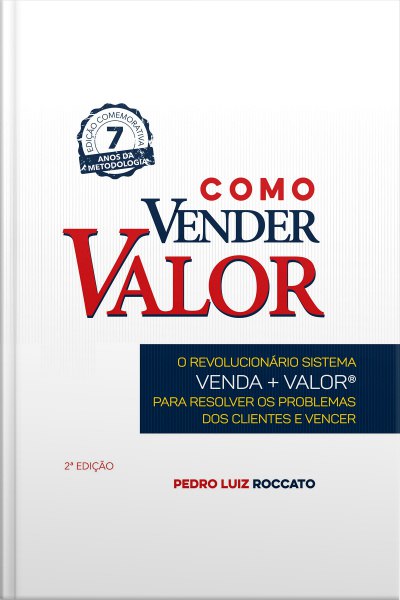 EDIÇÃO COMEMORATIVA
7
ANOS DA
METODOLOGIA
COMO
VENDER
VALOR
O REVOLUCIONÁRIO SISTEMA
VENDA + VALOR®
PARA RESOLVER OS PROBLEMAS
DOS CLIENTES E VENCER
2ª EDIÇÃO
PEDRO LUIZ ROCCATO